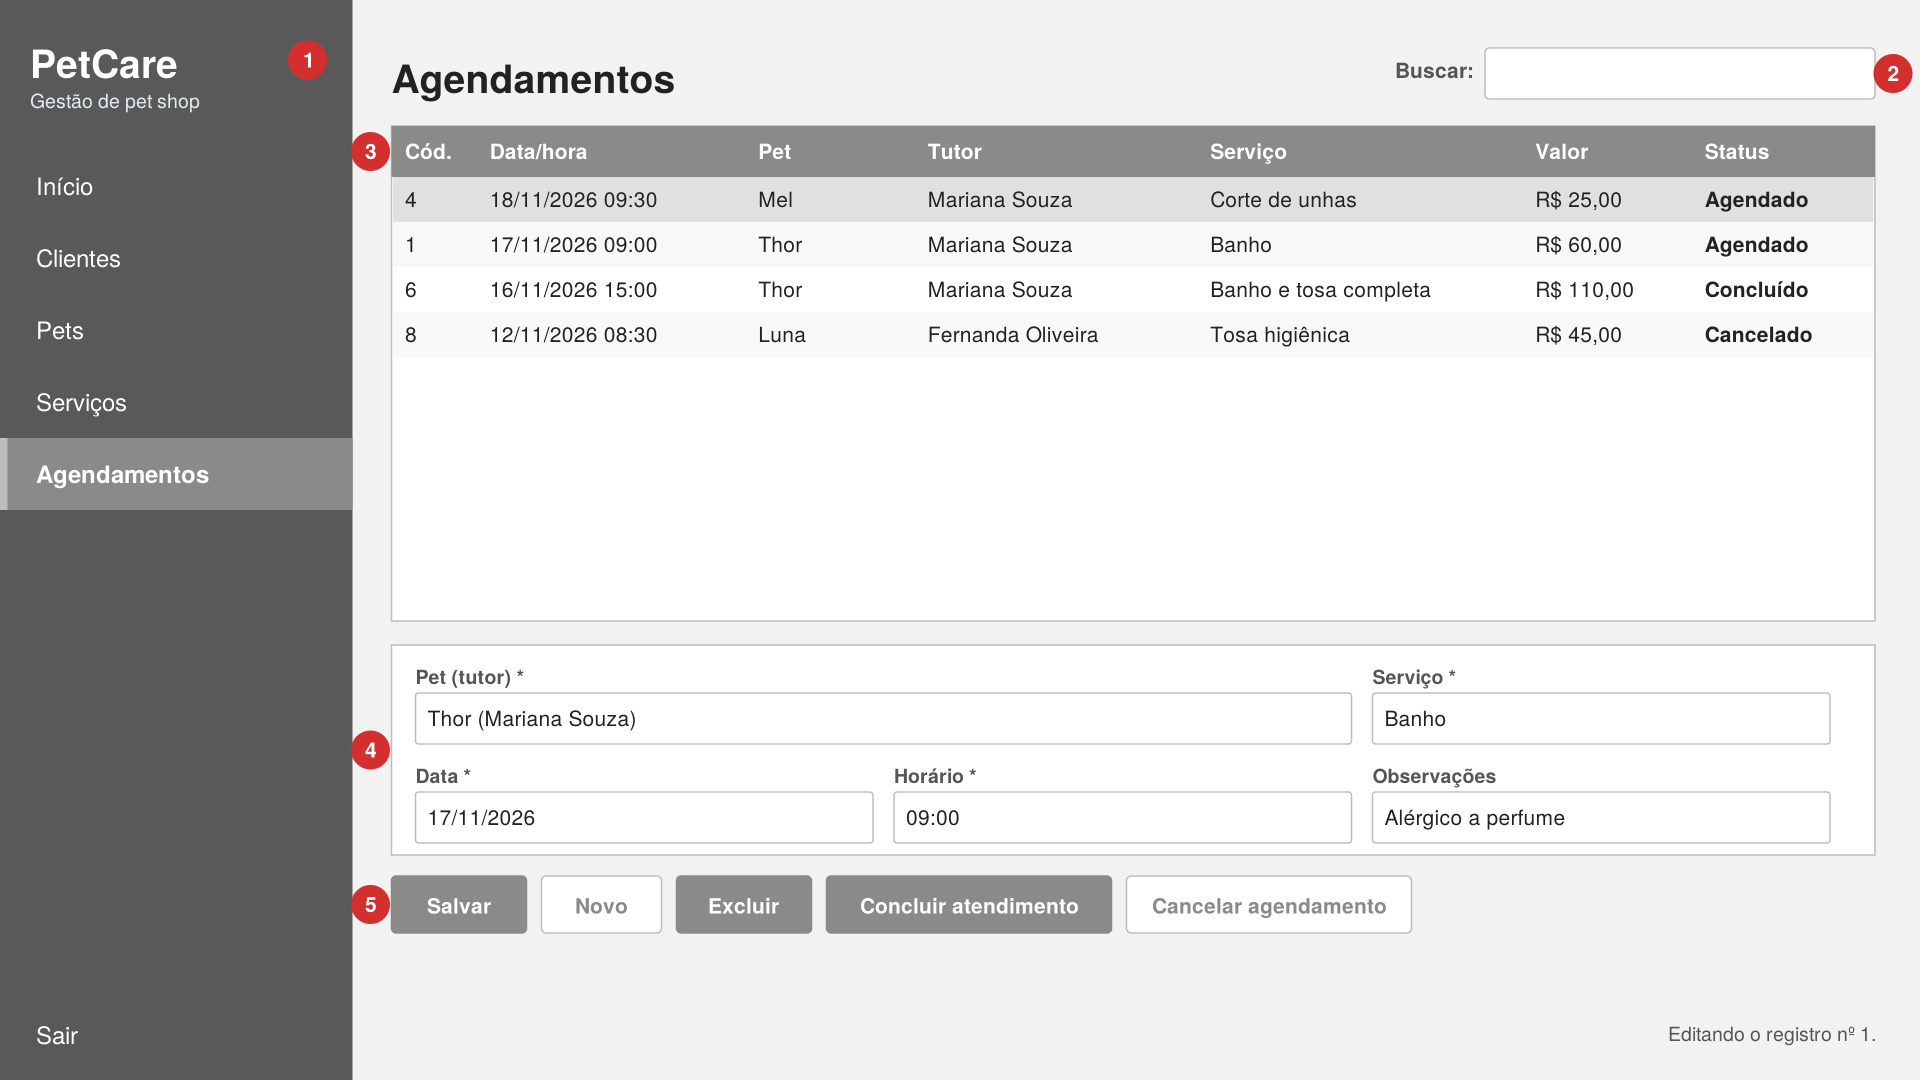 PetCare
1
Gestão de pet shop
Início
Clientes
Pets
Serviços
Agendamentos
Sair
Agendamentos
Buscar:
2
3
Cód. Data/hora Pet Tutor Serviço Valor Status
4 18/11/2026 09:30 Mel Mariana Souza Corte de unhas R$ 25,00 Agendado
1 17/11/2026 09:00 Thor Mariana Souza Banho R$ 60,00 Agendado
6 16/11/2026 15:00 Thor Mariana Souza Banho e tosa completa R$ 110,00 Concluído
8 12/11/2026 08:30 Luna Fernanda Oliveira Tosa higiênica R$ 45,00 Cancelado
4
Pet (tutor) * Serviço *
Thor (Mariana Souza) Banho
Data * Horário * Observações
17/11/2026 09:00 Alérgico a perfume
5
Salvar Novo Excluir Concluir atendimento Cancelar agendamento
Editando o registro nº 1.